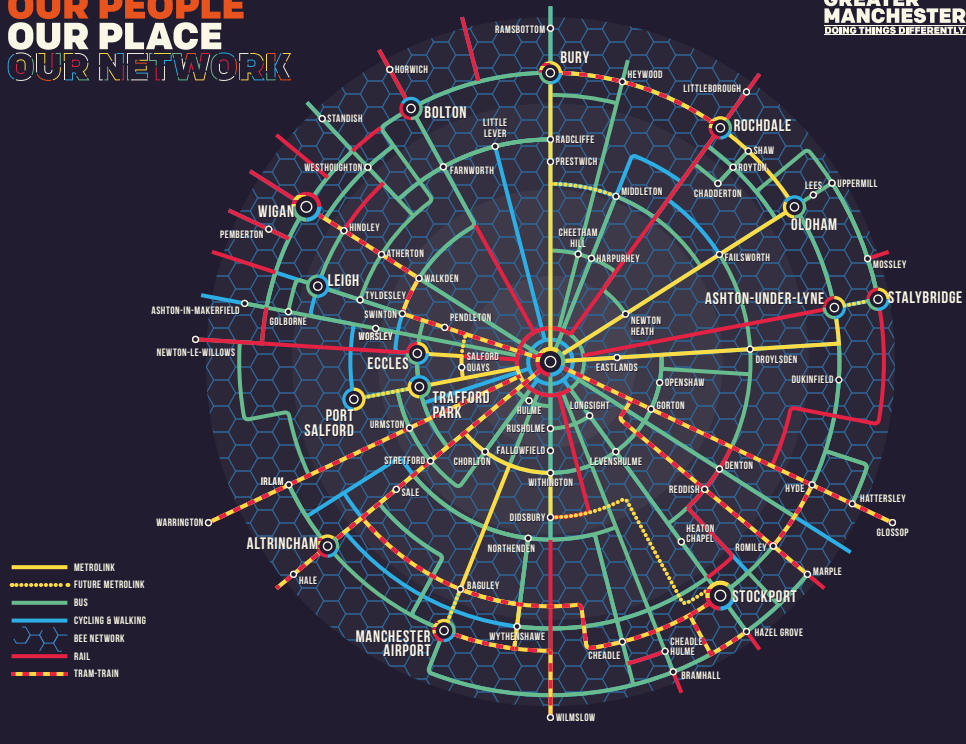 OUR PEOPLE
OUR PLACE
OUR NETWORK
GREATER
MANCHESTER
DOING THINGS DIFFERENTLY
RAMSBOTTOM
BURY
HORWICH
HEYWOOD
LITTLEBOROUGH
BOLTON
STANDISH
LITTLE
LEVER
ROCHDALE
RADCLIFFE
SHAW
WESTHOUGHTON
FARNWORTH
PRESTWICH
ROYTON
CHADDERTON
MIDDLETON
LEES
UPPERMILL
WIGAN
OLDHAM
PEMBERTON
HINDLEY
CHEETHAM
HILL
ATHERTON
HARPURHEY
FAILSWORTH
MOSSLEY
LEIGH
WALKDEN
TYLDESLEY
ASHTON-UNDER-LYNE
STALYBRIDGE
ASHTON-IN-MAKERFIELD
GOLBORNE
SWINTON
PENDLETON
NEWTON
HEATH
WORSLEY
NEWTON-LE-WILLOWS
ECCLES
SALFORD
QUAYS
EASTLANDS
DROYLSDEN
OPENSHAW
DUKINFIELD
TRAFFORD
PARK
PORT
SALFORD
HULME
LONGSIGHT
GORTON
URMSTON
RUSHOLME
STRETFORD
CHORLTON
FALLOWFIELD
LEVENSHULME
DENTON
WITHINGTON
IRLAM
SALE
REDDISH
HYDE
HATTERSLEY
WARRINGTON
DIDSBURY
GLOSSOP
HEATON
CHAPEL
ALTRINCHAM
NORTHENDEN
ROMILEY
HALE
MARPLE
BAGULEY
STOCKPORT
MANCHESTER
AIRPORT
WYTHENSHAWE
HAZEL GROVE
CHEADLE
CHEADLE
HULME
BRAMHALL
WILMSLOW
METROLINK
FUTURE METROLINK
BUS
CYCLING & WALKING
BEE NETWORK
RAIL
TRAM-TRAIN